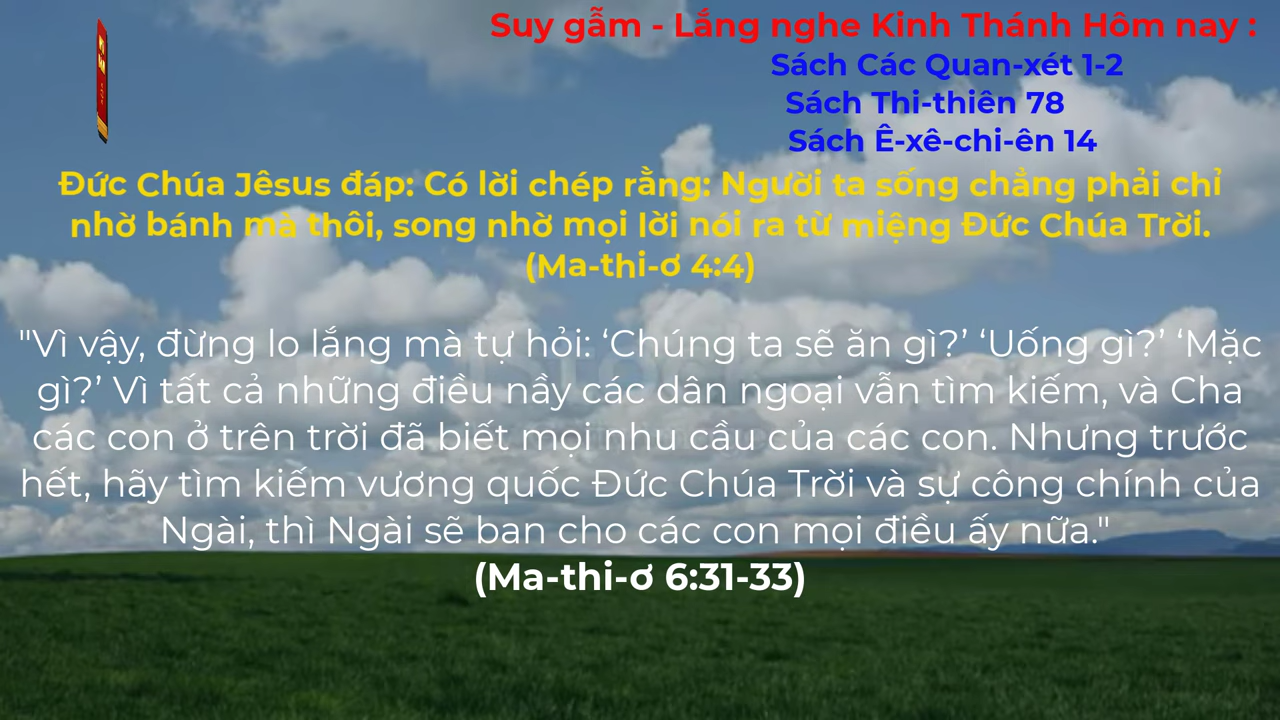 Suy gẫm - Lắng nghe Kinh Thánh Hôm nay :
Sách Các Quan-xét 1-2
Sách Thi-thiên 78
Sách Ê-xê-chi-ên 14
Đức Chúa Jêsus đáp: Có lời chép rằng: Người ta sống chẳng phải chỉ
nhờ bánh mà thôi, song nhờ mọi lời nói ra từ miệng Đức Chúa Trời.
(Ma-thi-ơ 4:4)
"Vì vậy, đừng lo lắng mà tự hỏi: ‘Chúng ta sẽ ăn gì?’ ‘Uống gì?’ ‘Mặc
gì?’ Vì tất cả những điều nầy các dân ngoại vẫn tìm kiếm, và Cha
các con ở trên trời đã biết mọi nhu cầu của các con. Nhưng trước
hết, hãy tìm kiếm vương quốc Đức Chúa Trời và sự công chính của
Ngài, thì Ngài sẽ ban cho các con mọi điều ấy nữa."
(Ma-thi-ơ 6:31-33)